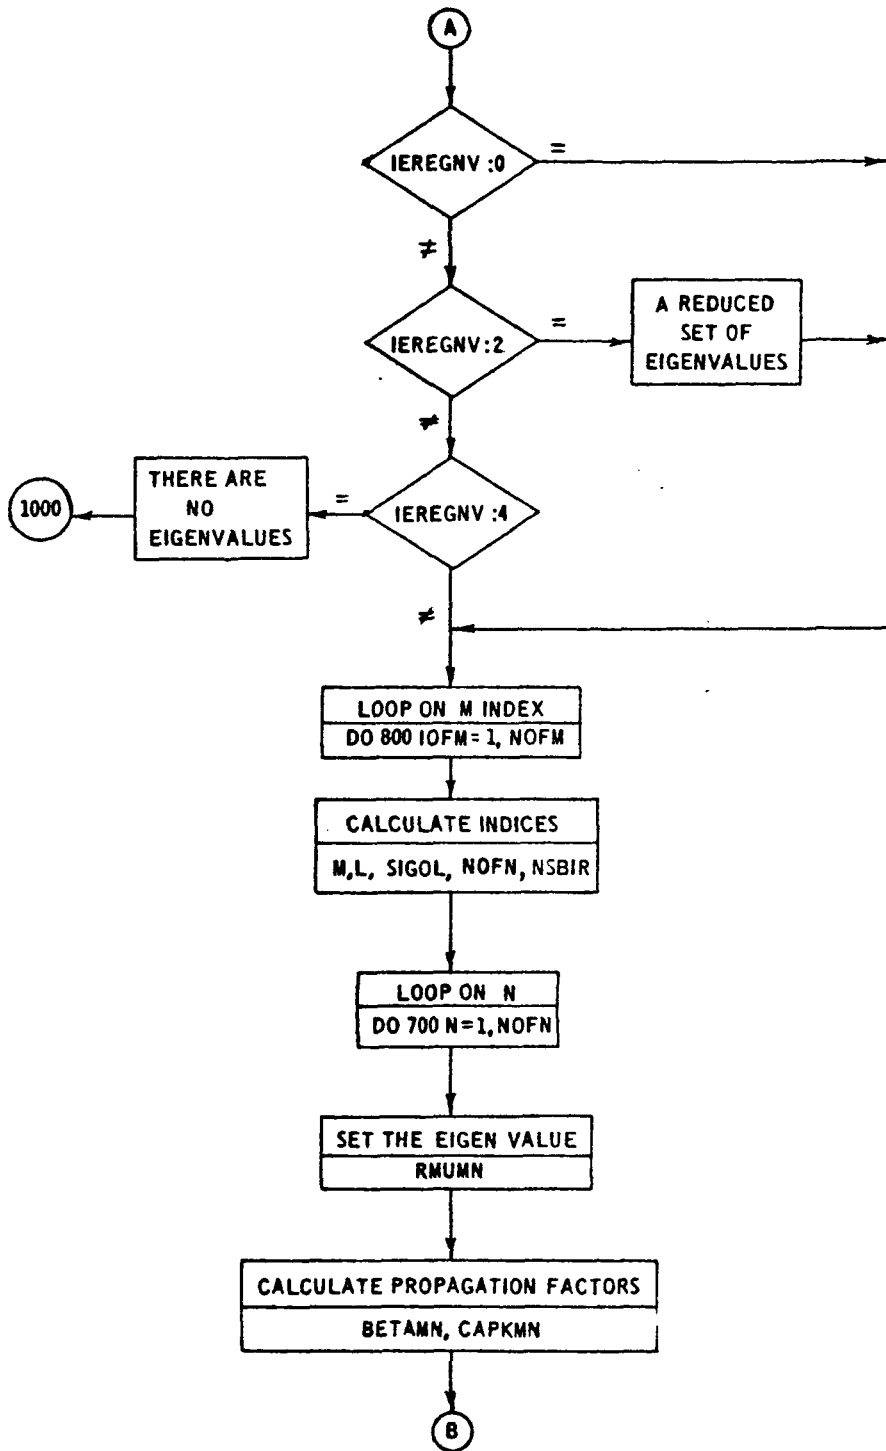 A
IEREGNV :0
=
≠
IEREGNV :2
=
A REDUCED
SET OF
EIGENVALUES
≠
THERE ARE
NO
EIGENVALUES
1000
=
IEREGNV :4
≠
LOOP ON M INDEX
DO 800 IOFM = 1, NOFM
CALCULATE INDICES
M,L, SIGOL, NOFN, NSBIR
LOOP ON N
DO 700 N = 1, NOFN
SET THE EIGEN VALUE
RMUMN
CALCULATE PROPAGATION FACTORS
BETAMN, CAPKMN
B